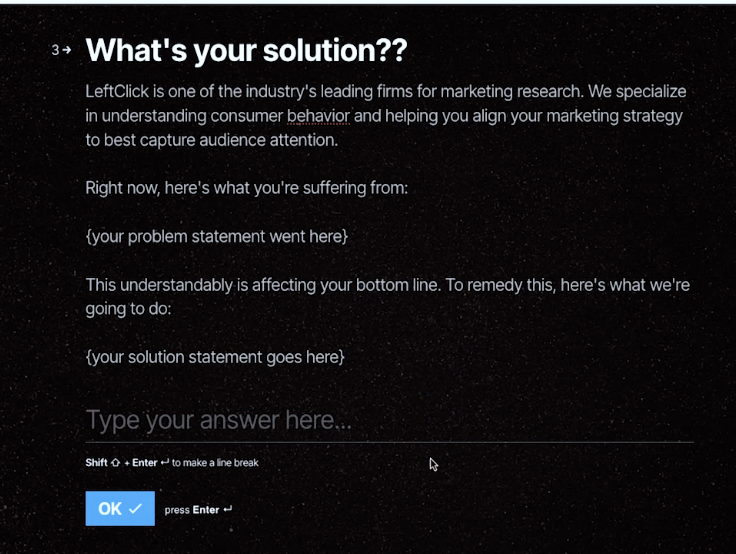 3→ What's your solution??
LeftClick is one of the industry's leading firms for marketing research. We specialize
in understanding consumer behavior and helping you align your marketing strategy
to best capture audience attention.
Right now, here's what you're suffering from:
{your problem statement went here}
This understandably is affecting your bottom line. To remedy this, here's what we're
going to do:
{your solution statement goes here}
Type your answer here...
Shift ⇧ + Enter ↵ to make a line break
OK ✓ press Enter ↵